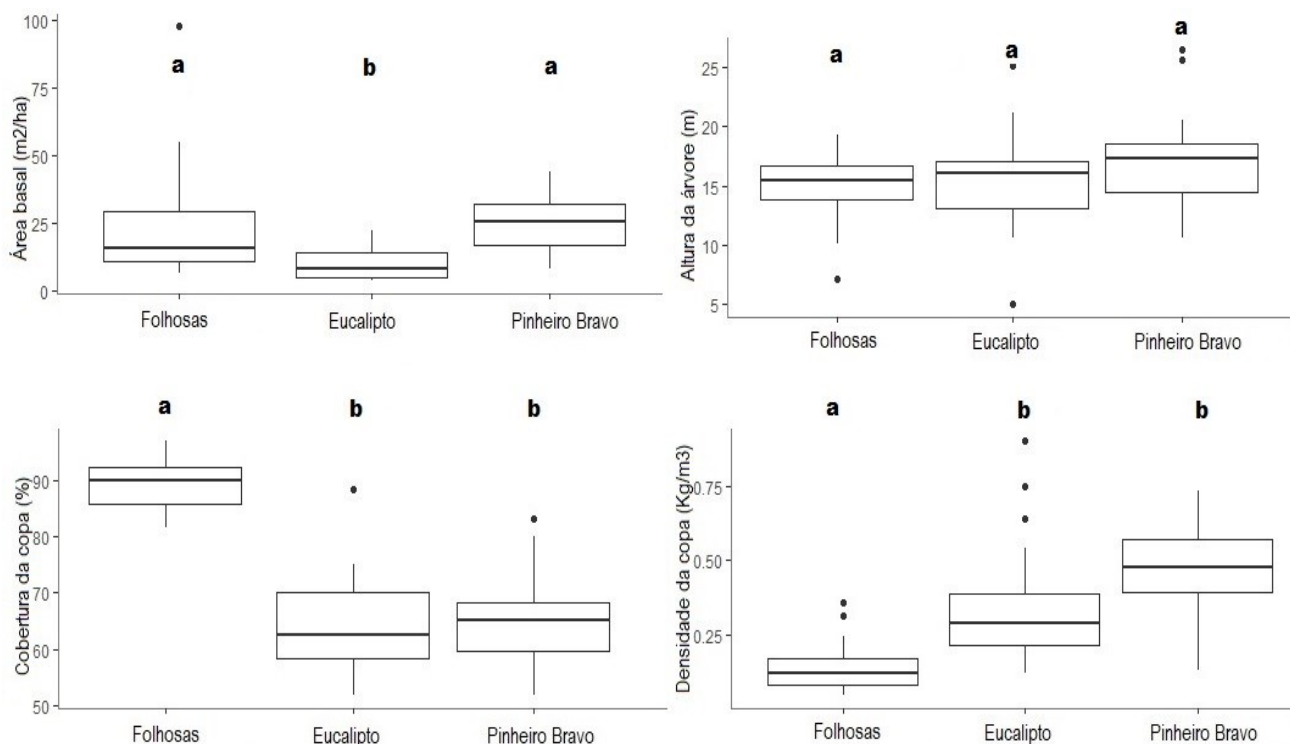 100
a
b
a
75
50
25
0
Área basal (m2/ha)
Folhosas
Eucalipto
Pinheiro Bravo
a
a
a
25
20
15
10
5
Altura da árvore (m)
Folhosas
Eucalipto
Pinheiro Bravo
a
b
b
90
80
70
60
50
Cobertura da copa (%)
Folhosas
Eucalipto
Pinheiro Bravo
a
b
b
0.75
0.50
0.25
Densidade da copa (Kg/m3)
Folhosas
Eucalipto
Pinheiro Bravo